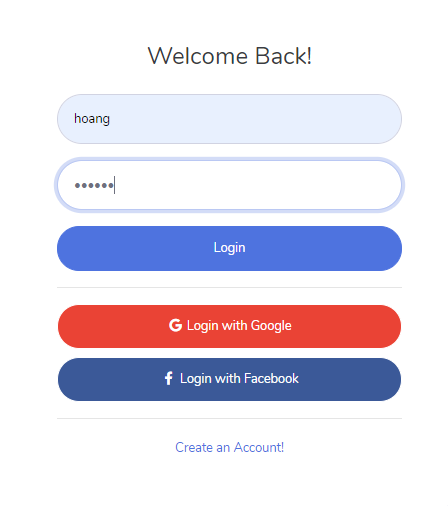 Welcome Back!
hoang
••••••
Login
Login with Google
Login with Facebook
Create an Account!